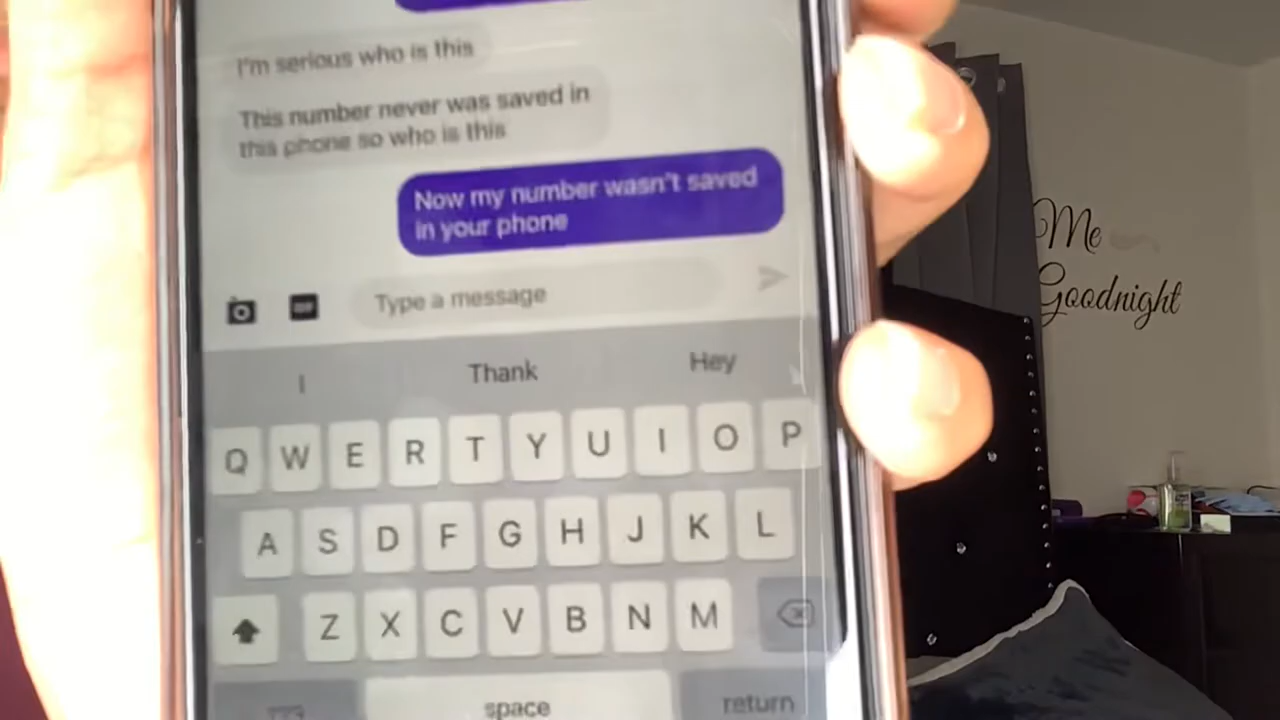 I'm serious who is this
This number never was saved in
this phone so who is this
Now my number wasn't saved
in your phone
Type a message
I
Thank
Hey
Q W E R T Y U I O P
A S D F G H J K L
Z X C V B N M
space
return
Me
Goodnight